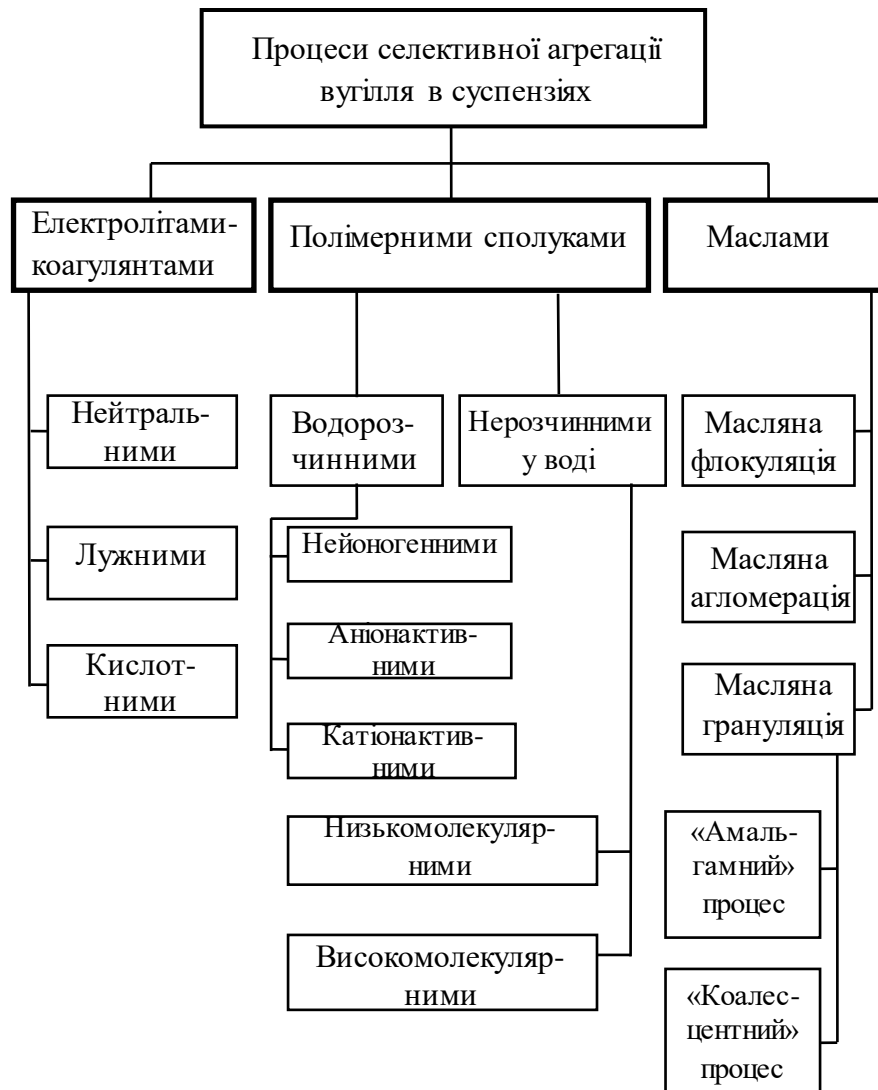 Процеси селективної агрегації
вугілля в суспензіях
Електролітами-
коагулянтами
Полімерними сполуками
Маслами
Нейтраль-
ними
Лужними
Кислот-
ними
Водороз-
чинними
Нейоногенними
Аніонактив-
ними
Катіонактив-
ними
Нерозчинними
у воді
Низькомолекуляр-
ними
Високомолекуляр-
ними
Масляна
флокуляція
Масляна
агломерація
Масляна
грануляція
«Амаль-
гамний»
процес
«Коалес-
центний»
процес